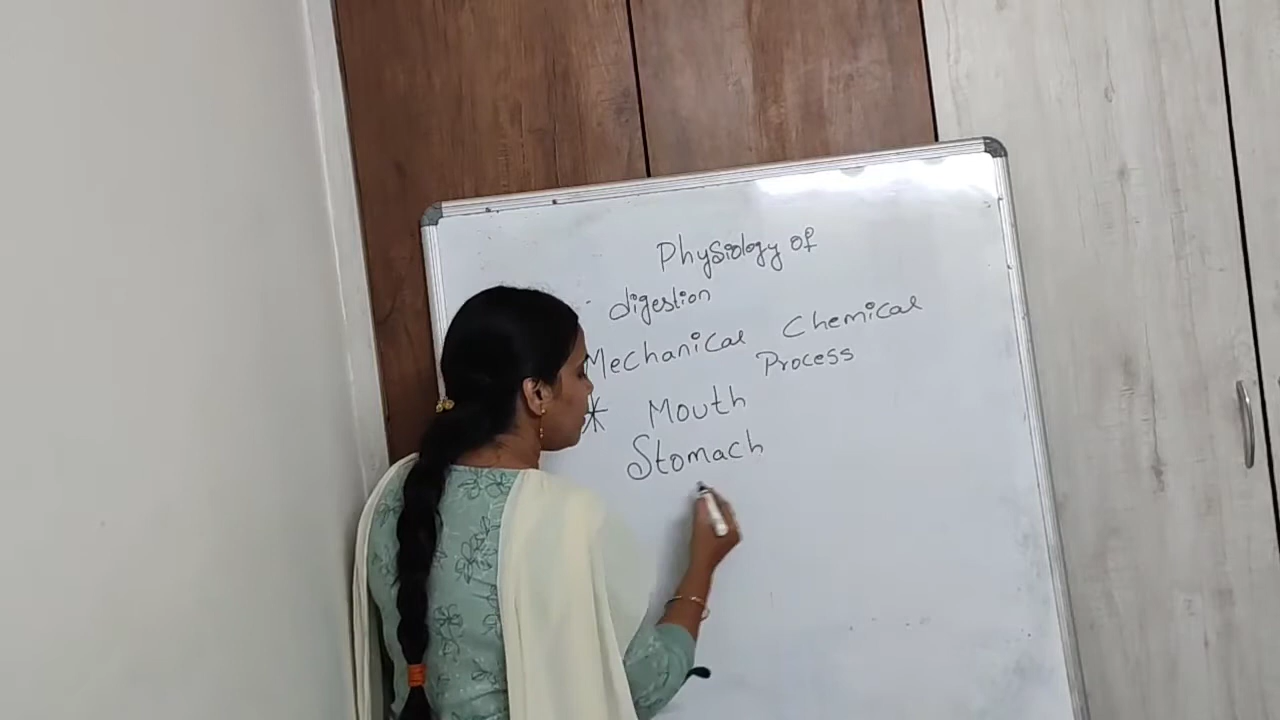 Physiology of
digestion
Mechanical Chemical
Process
* Mouth
Stomach